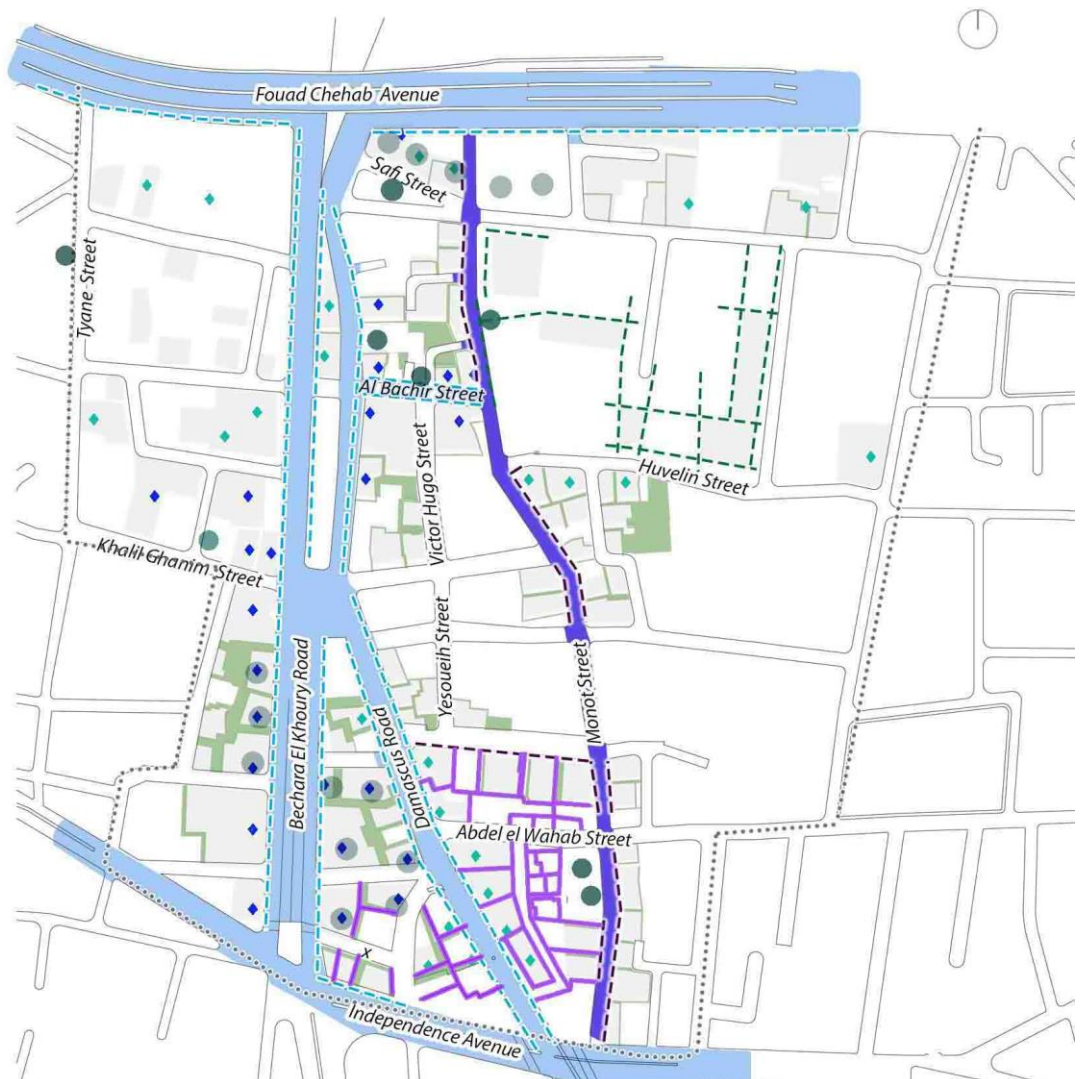 Fouad Chehab Avenue
Safi Street
Tyane Street
Al Bachir Street
Victor Hugo Street
Huvelin Street
Khalil Ghanim Street
Yesoueih Street
Bechara El Khoury Road
Monot Street
Damascus Road
Abdel el Wahab Street
x
Independence Avenue